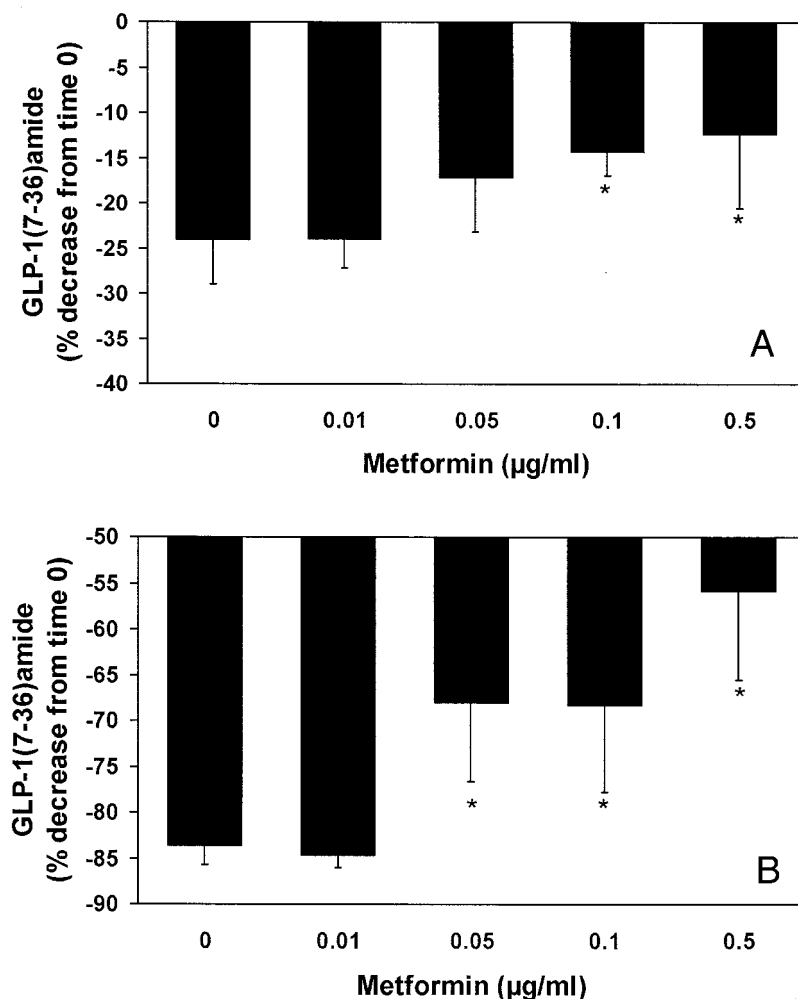 GLP-1(7-36)amide
(% decrease from time 0)
0
-5
-10
-15
-20
-25
-30
-35
-40
*
*
A
0 0.01 0.05 0.1 0.5
Metformin (µg/ml)
GLP-1(7-36)amide
(% decrease from time 0)
-50
-55
-60
-65
-70
-75
-80
-85
-90
*
*
*
B
0 0.01 0.05 0.1 0.5
Metformin (µg/ml)